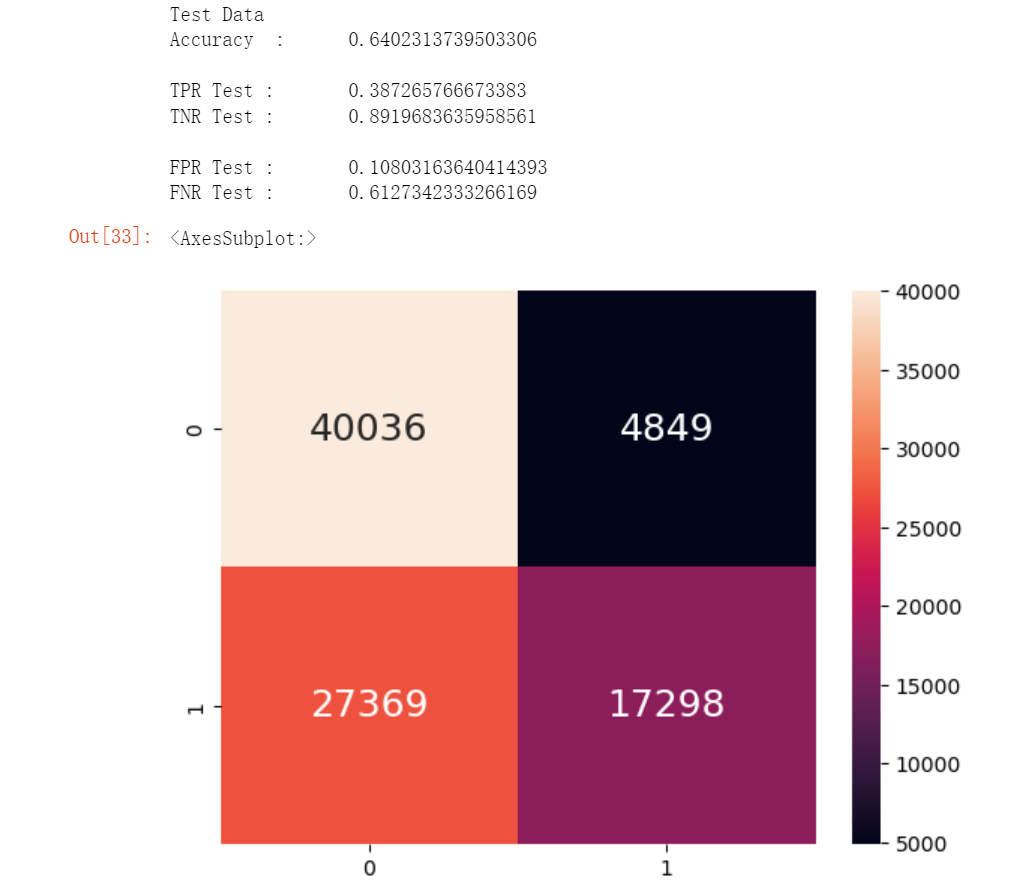 Test Data
Accuracy  :      0.6402313739503306
TPR Test :       0.387265766673383
TNR Test :       0.8919683635958561
FPR Test :       0.10803163640414393
FNR Test :       0.6127342333266169
Out[33]: <AxesSubplot:>
40000
35000
30000
25000
20000
15000
10000
5000
0
40036 4849
1
27369 17298
0 1